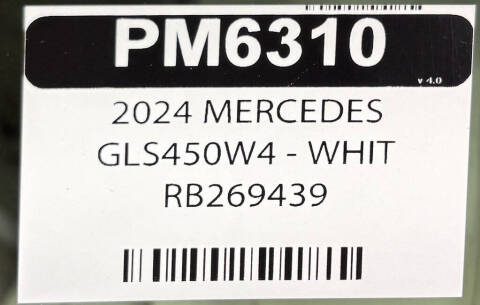 PM6310
v 4.0
2024 MERCEDES
GLS450W4 - WHIT
RB269439